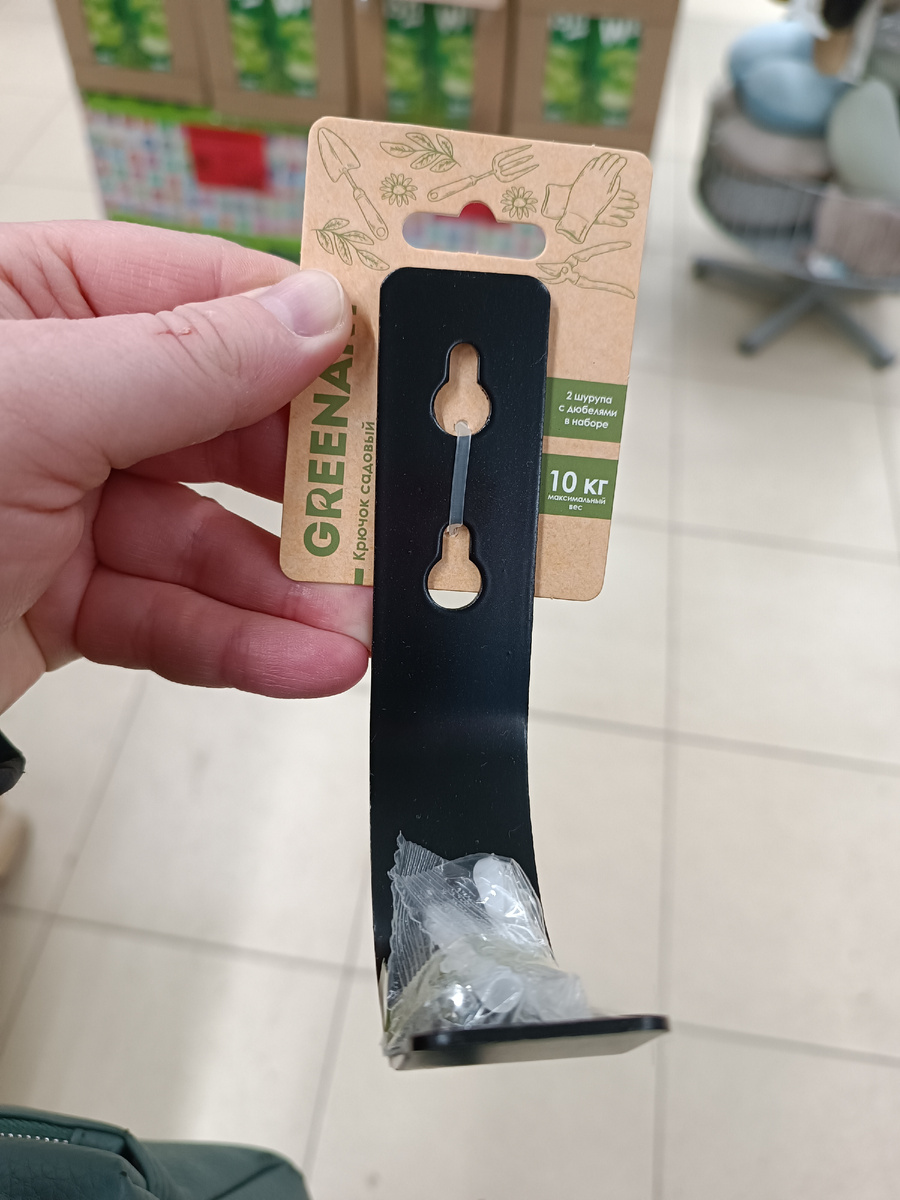 GREENA
Крючок садовый
2 шурупа
с дюбелями
в наборе
10 кг
максимальный
вес